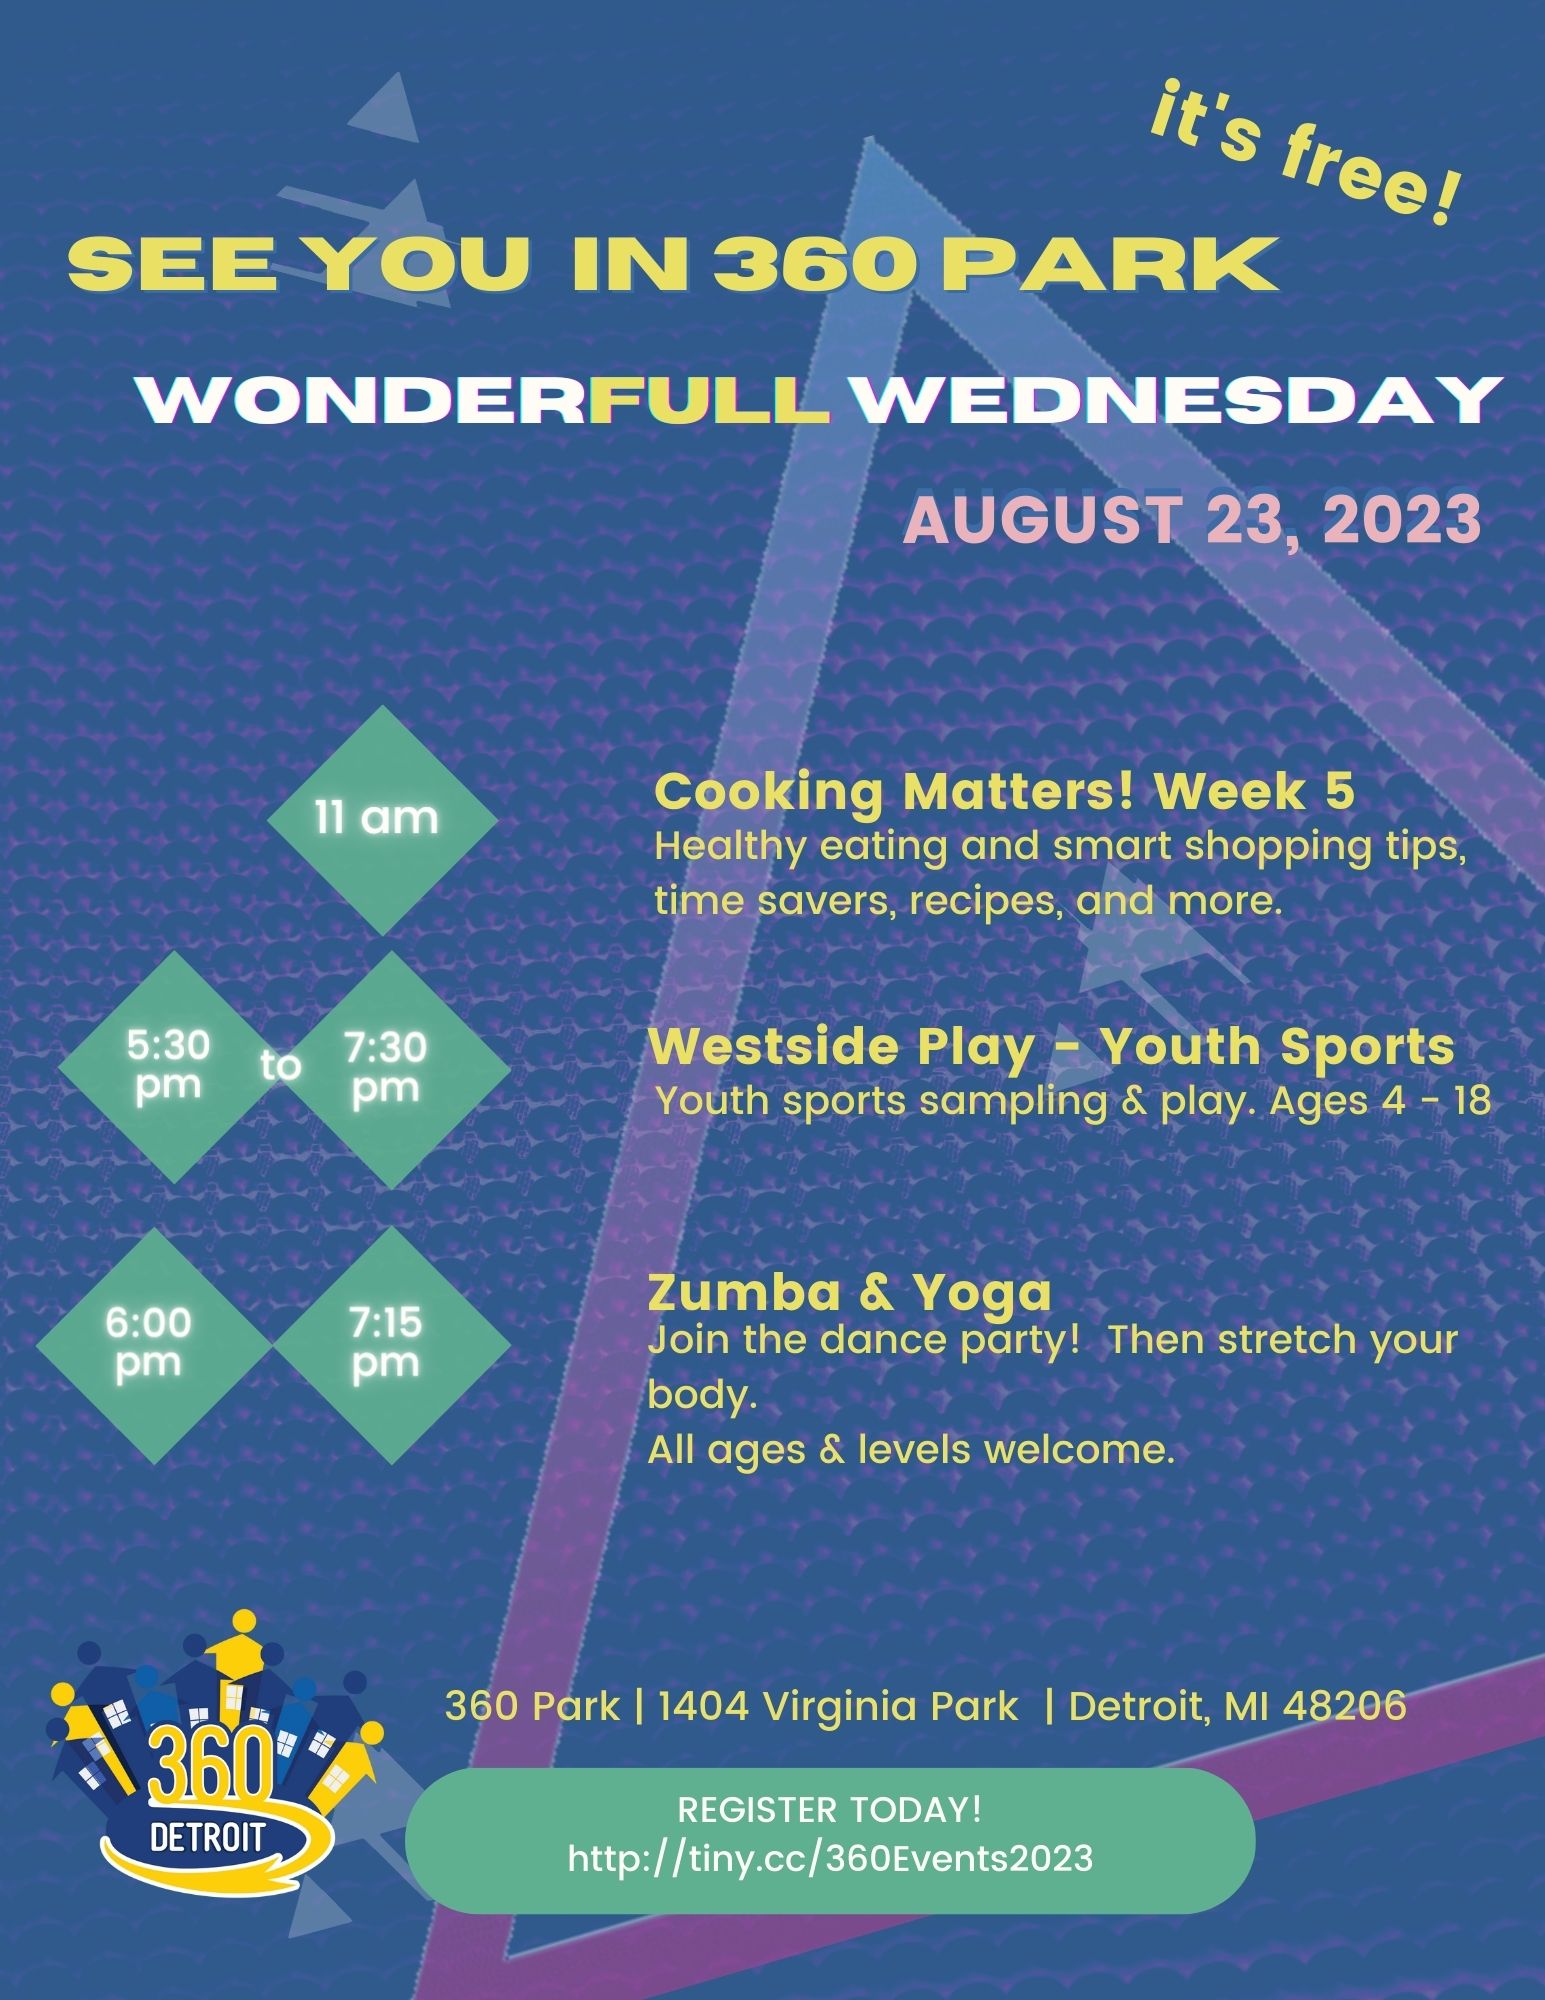 it's free!
SEE YOU IN 360 PARK
WONDERFULL WEDNESDAY
AUGUST 23, 2023
11 am
Cooking Matters! Week 5
Healthy eating and smart shopping tips,
time savers, recipes, and more.
5:30
pm
to
7:30
pm
Westside Play - Youth Sports
Youth sports sampling & play. Ages 4 - 18
6:00
pm
7:15
pm
Zumba & Yoga
Join the dance party! Then stretch your
body.
All ages & levels welcome.
360
DETROIT
360 Park | 1404 Virginia Park | Detroit, MI 48206
REGISTER TODAY!
http://tiny.cc/360Events2023